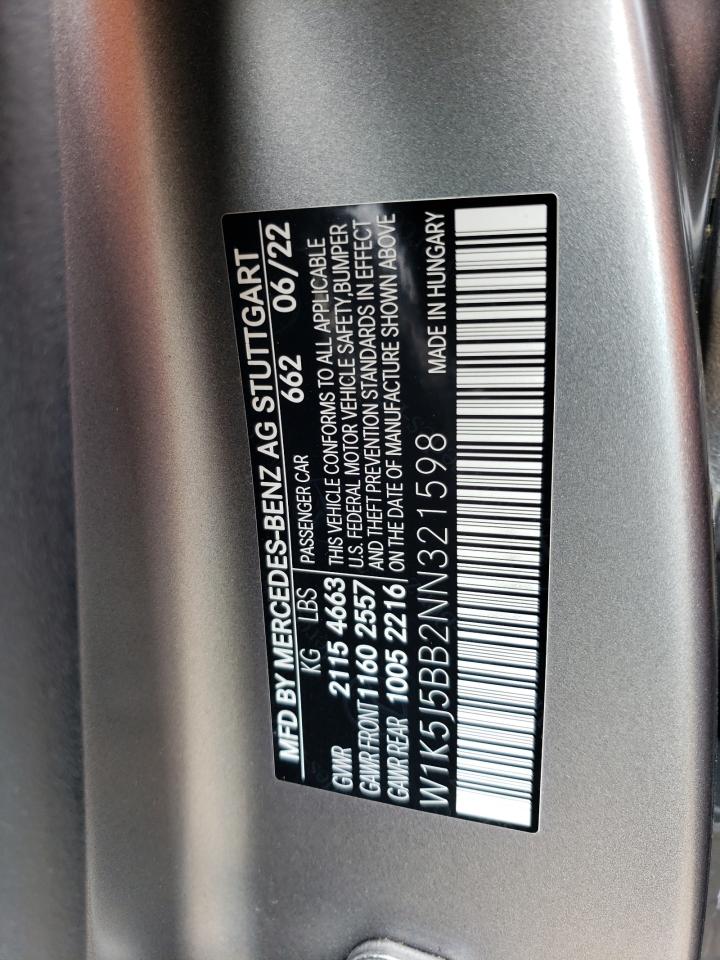 MFD BY MERCEDES-BENZ AG STUTTGART
KG LBS 662 06/22
GWR 2115 4663
GAWR FRONT 1160 2557
GAWR REAR 1005 2216
PASSENGER CAR
THIS VEHICLE CONFORMS TO ALL APPLICABLE
U.S. FEDERAL MOTOR VEHICLE SAFETY,BUMPER
AND THEFT PREVENTION STANDARDS IN EFFECT
ON THE DATE OF MANUFACTURE SHOWN ABOVE
W1K5J5BB2NN321598 MADE IN HUNGARY